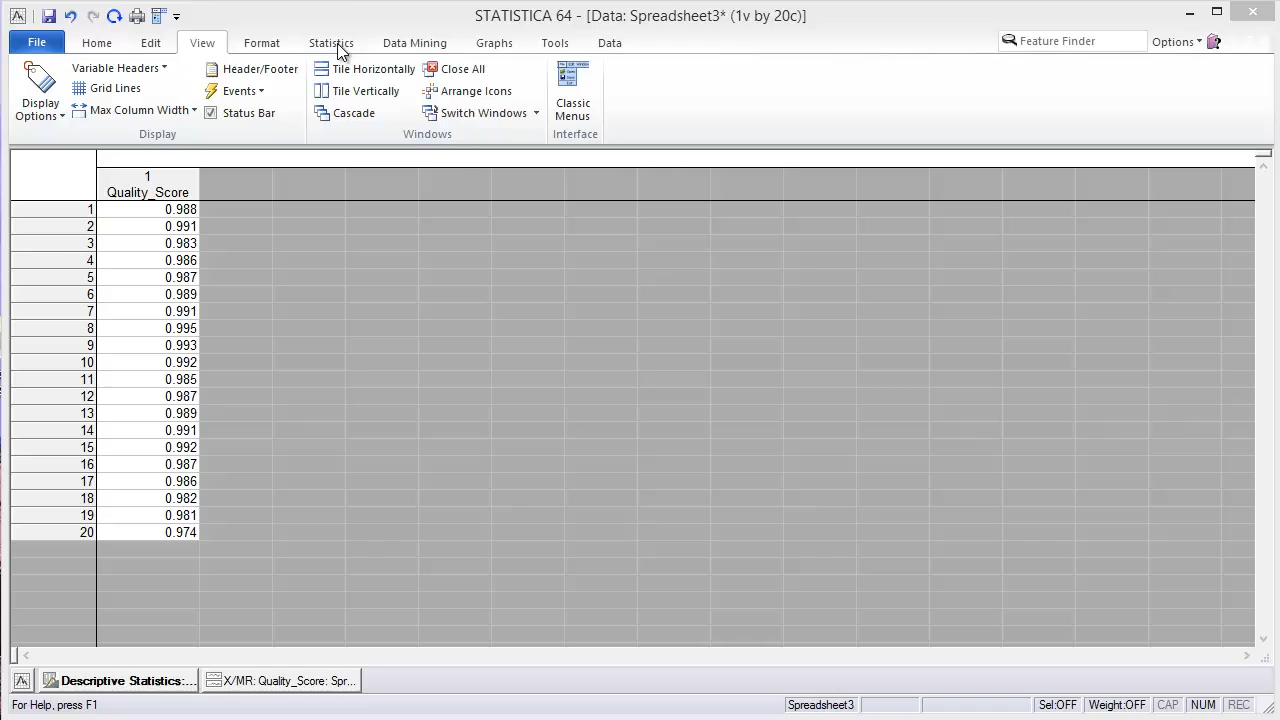 STATISTICA 64 - [Data: Spreadsheet3* (1v by 20c)]
File Home Edit View Format Statistics Data Mining Graphs Tools Data Feature Finder Options
Display Options
Variable Headers
Grid Lines
Max Column Width
Header/Footer
Events
Status Bar
Display
Tile Horizontally
Tile Vertically
Cascade
Close All
Arrange Icons
Switch Windows
Windows
Classic Menus
Interface
1
Quality_Score
1 0.988
2 0.991
3 0.983
4 0.986
5 0.987
6 0.989
7 0.991
8 0.995
9 0.993
10 0.992
11 0.985
12 0.987
13 0.989
14 0.991
15 0.992
16 0.987
17 0.986
18 0.982
19 0.981
20 0.974
Descriptive Statistics:... X/MR: Quality_Score: Spr...
For Help, press F1 Spreadsheet3 Sel:OFF Weight:OFF CAP NUM REC